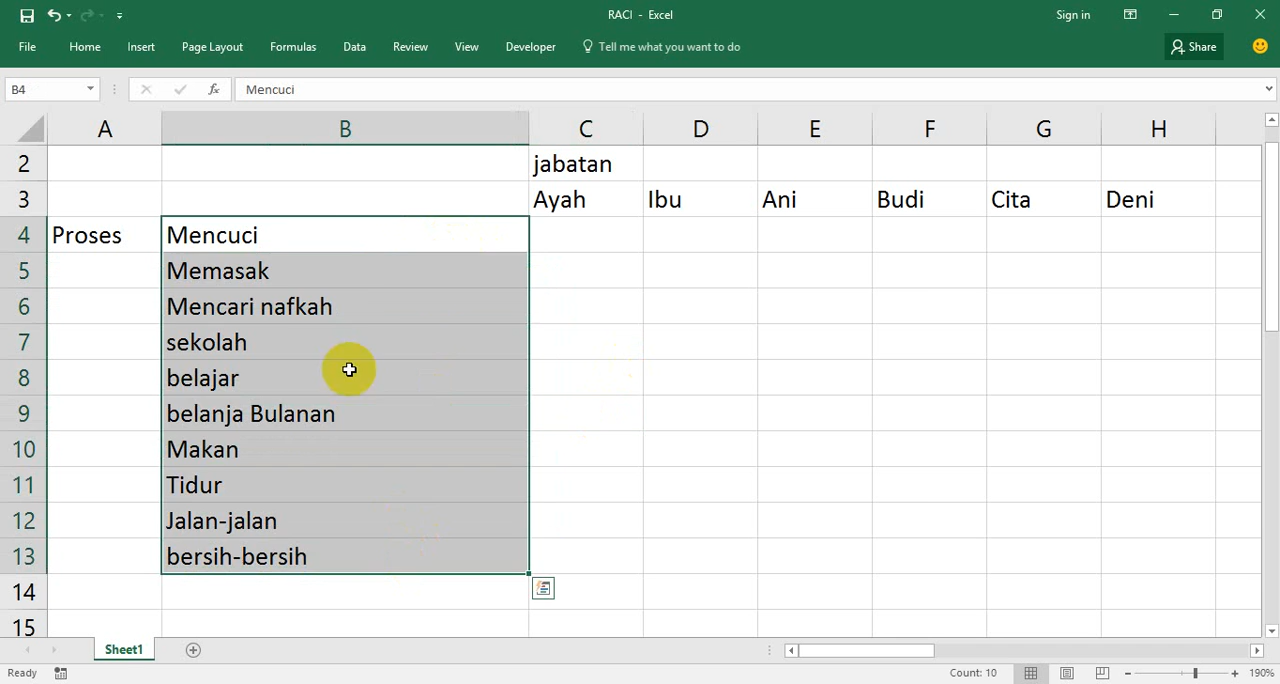 RACI - Excel
Sign in
File Home Insert Page Layout Formulas Data Review View Developer Tell me what you want to do Share
B4 fx Mencuci
A B C D E F G H
2 jabatan
3 Ayah Ibu Ani Budi Cita Deni
4 Proses Mencuci
5 Memasak
6 Mencari nafkah
7 sekolah
8 belajar
9 belanja Bulanan
10 Makan
11 Tidur
12 Jalan-jalan
13 bersih-bersih
14
15
Sheet1
Ready Count: 10 190%